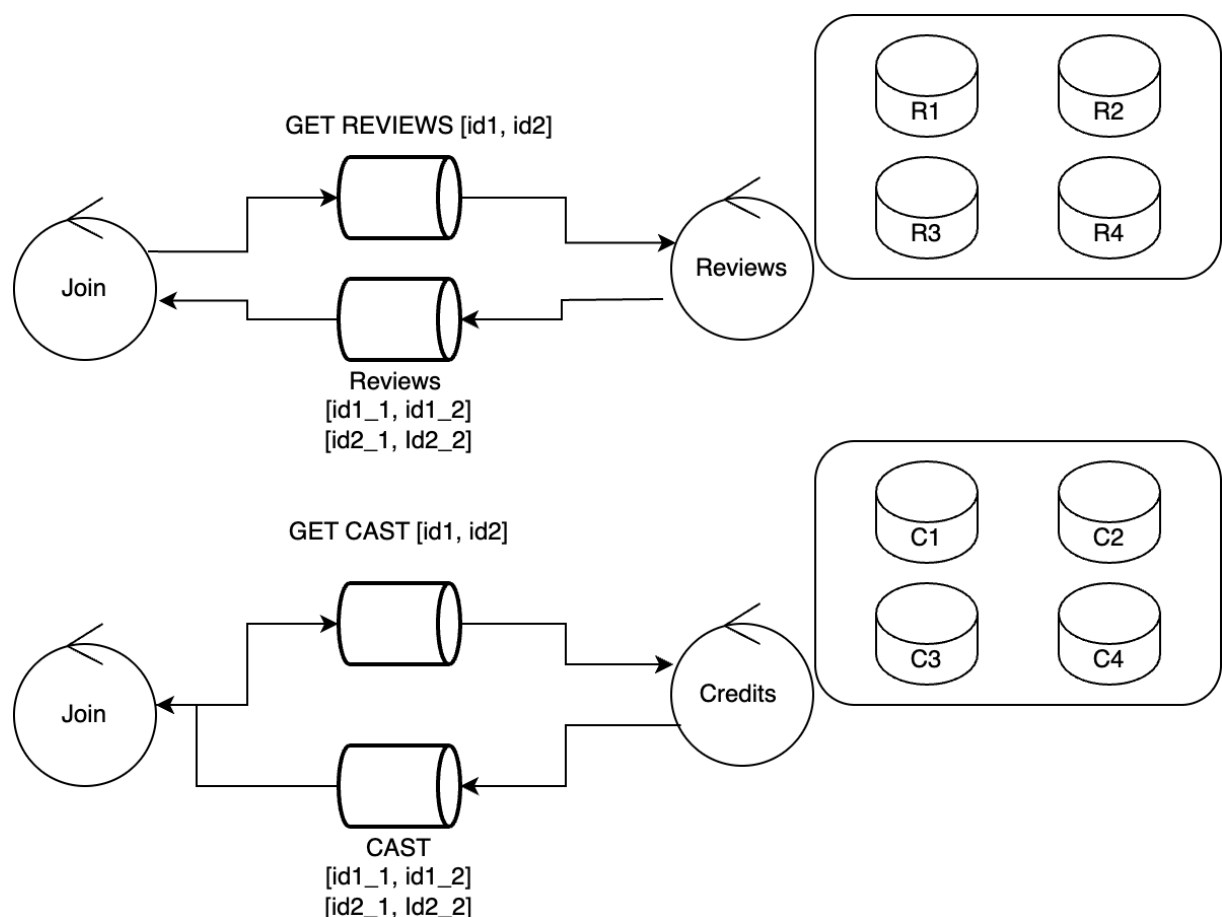 GET REVIEWS [id1, id2]
R1
R2
R3
R4
Join
Reviews
Reviews
[id1_1, id1_2]
[id2_1, Id2_2]
GET CAST [id1, id2]
C1
C2
C3
C4
Join
Credits
CAST
[id1_1, id1_2]
[id2_1, Id2_2]